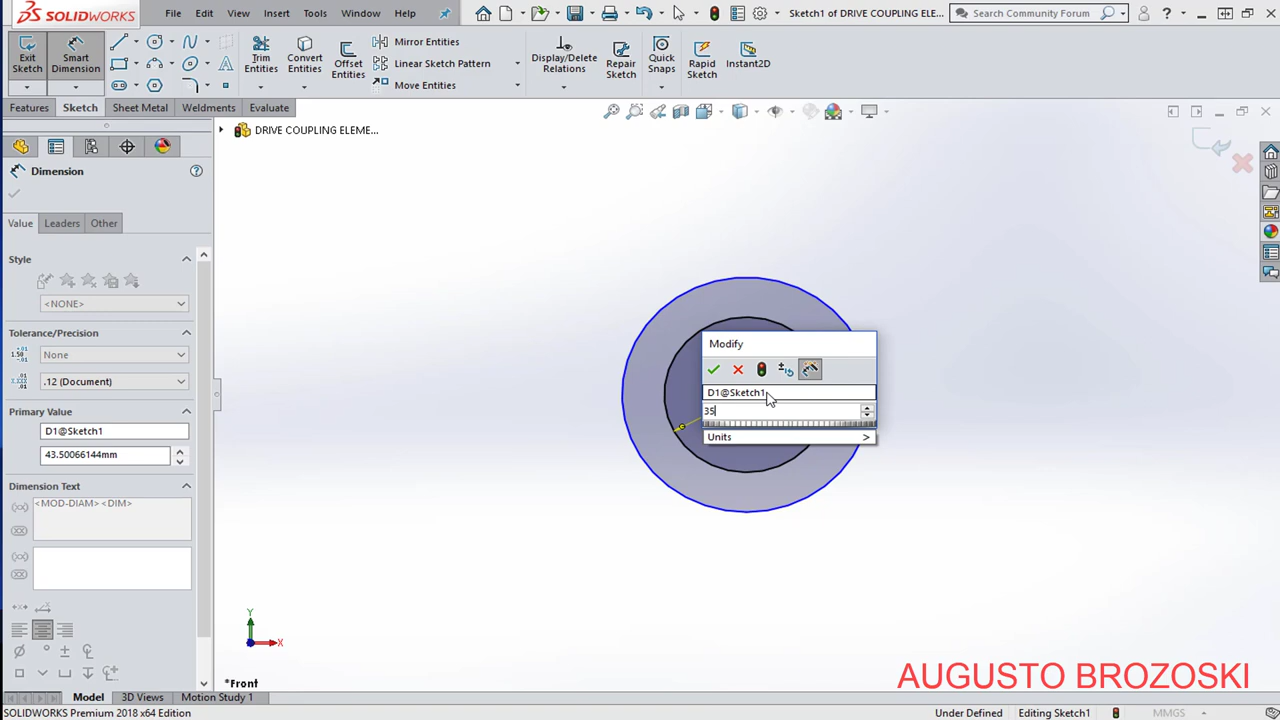 SOLIDWORKS File Edit View Insert Tools Window Help Sketch1 of DRIVE COUPLING ELE... Search Community Forum ?
Exit Sketch
Smart Dimension
Trim Entities
Convert Entities
Offset Entities
Mirror Entities
Linear Sketch Pattern
Move Entities
Display/Delete Relations
Repair Sketch
Quick Snaps
Rapid Sketch
Instant2D
Features Sketch Sheet Metal Weldments Evaluate
DRIVE COUPLING ELEME...
Dimension
Value Leaders Other
Style
<NONE>
Tolerance/Precision
None
.12 (Document)
Primary Value
D1@Sketch1
43.50066144mm
Dimension Text
<MOD-DIAM> <DIM>
Modify
D1@Sketch1
35
Units >
Y
X
*Front
AUGUSTO BROZOSKI
Model 3D Views Motion Study 1
SOLIDWORKS Premium 2018 x64 Edition Under Defined Editing Sketch1 MMGS